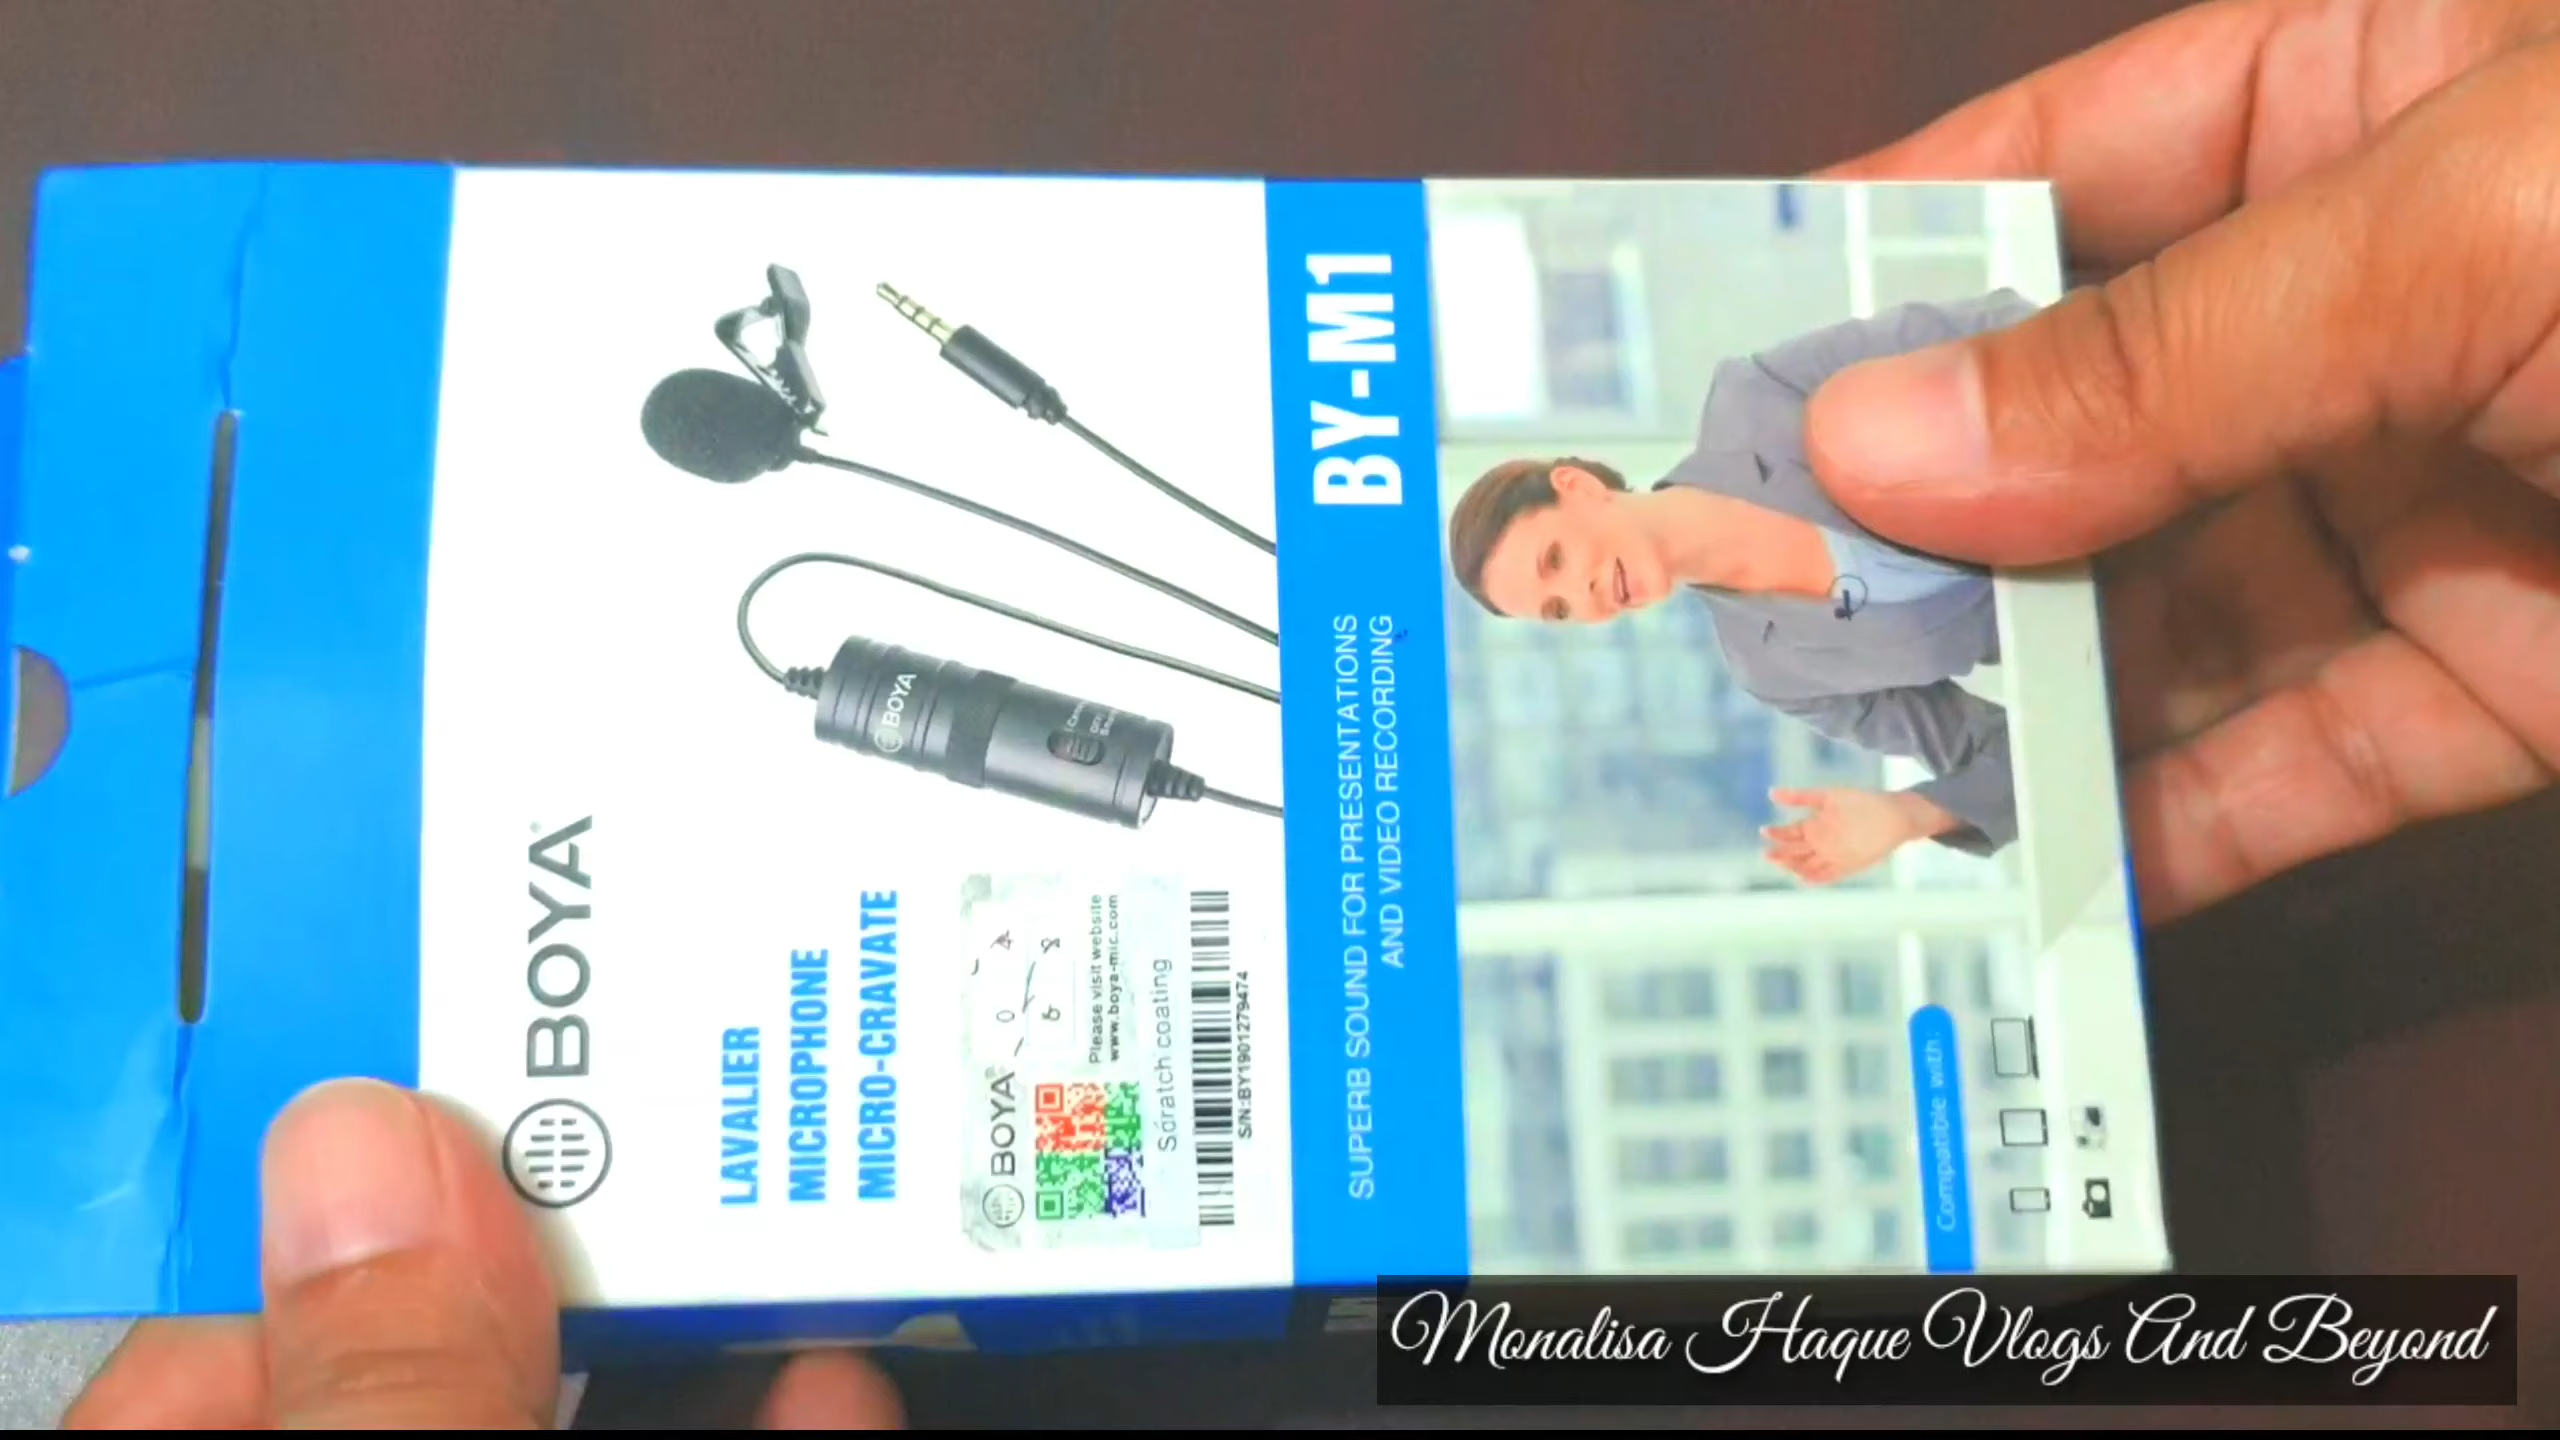 BOYA
LAVALIER
MICROPHONE
MICRO-CRAVATE
BOYA
BOYA®
Please visit website
www.boya-mic.com
Scratch coating
S/N:BY1901279474
BY-M1
SUPERB SOUND FOR PRESENTATIONS
AND VIDEO RECORDING
Compatible with:
Monalisa Haque Vlogs And Beyond